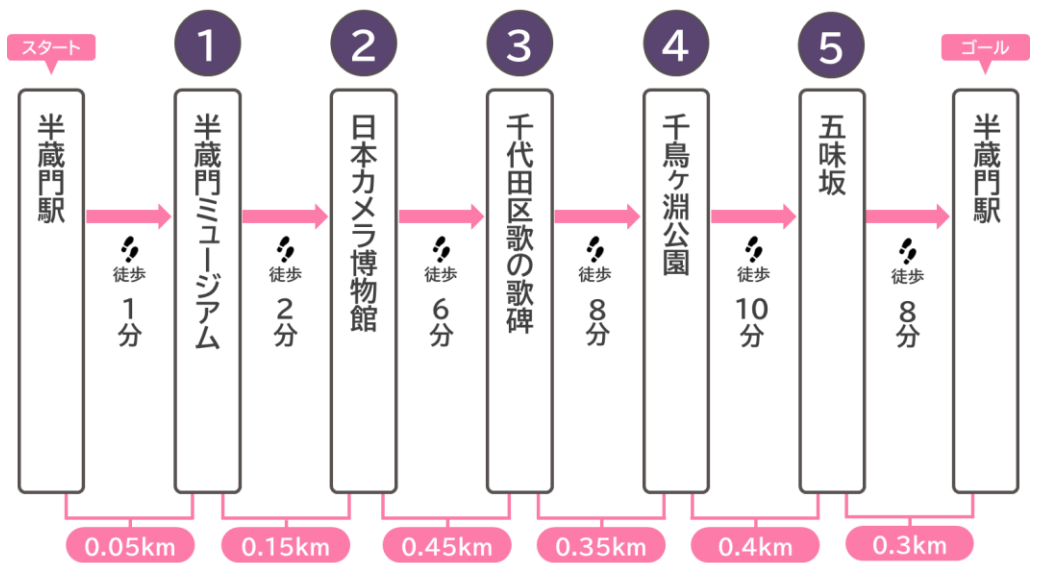 スタート
半蔵門駅
徒歩
1分
0.05km
1
半蔵門ミュージアム
徒歩
2分
0.15km
2
日本カメラ博物館
徒歩
6分
0.45km
3
千代田区歌の歌碑
徒歩
8分
0.35km
4
千鳥ヶ淵公園
徒歩
10分
0.4km
5
五味坂
徒歩
8分
0.3km
ゴール
半蔵門駅